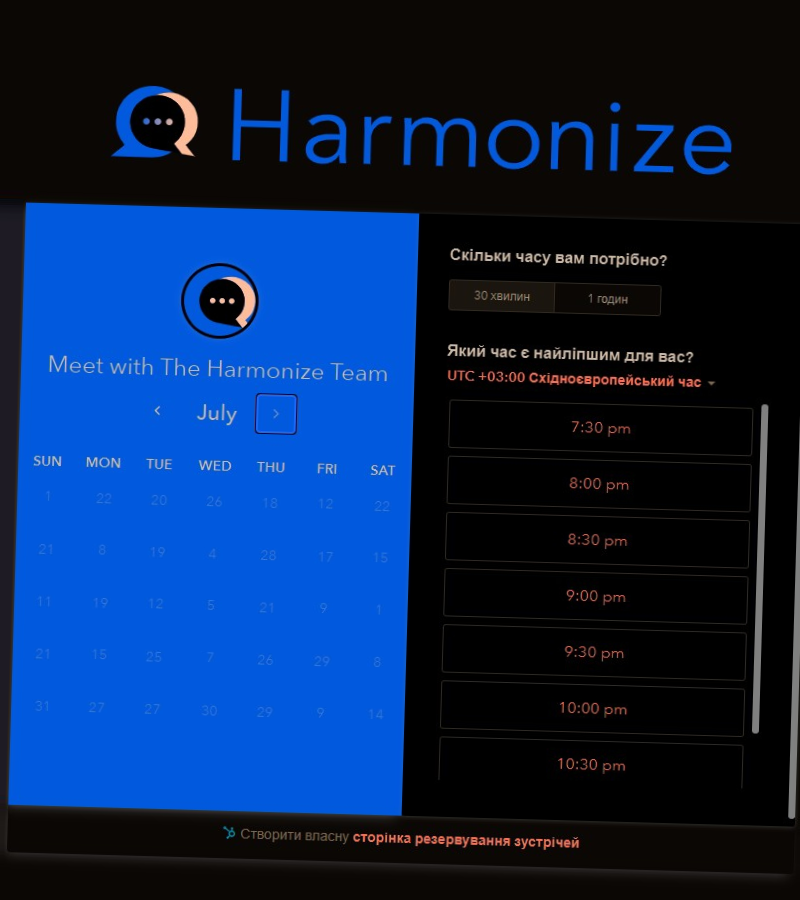 Harmonize
Meet with The Harmonize Team
July
SUN MON TUE WED THU FRI SAT
1 22 20 26 18 12 22
21 8 19 4 28 17 15
11 19 12 5 21 9 1
21 15 25 7 26 29 8
31 27 27 30 29 9 14
Скільки часу вам потрібно?
30 хвилин 1 годин
Який час є найліпшим для вас?
UTC +03:00 Східноєвропейський час
7:30 pm
8:00 pm
8:30 pm
9:00 pm
9:30 pm
10:00 pm
10:30 pm
Створити власну сторінка резервування зустрічей